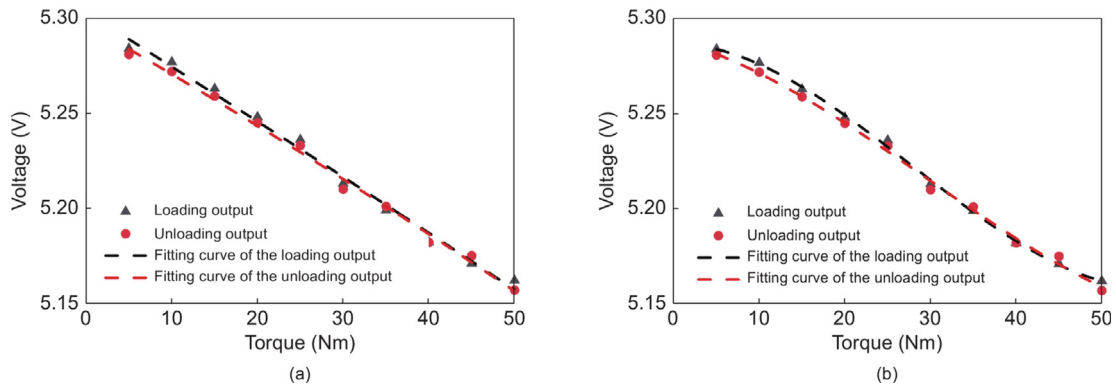 5.30
5.25
5.20
5.15
Voltage (V)
Loading output
Unloading output
Fitting curve of the loading output
Fitting curve of the unloading output
0 10 20 30 40 50
Torque (Nm)
(a)
5.30
5.25
5.20
5.15
Voltage (V)
Loading output
Unloading output
Fitting curve of the loading output
Fitting curve of the unloading output
0 10 20 30 40 50
Torque (Nm)
(b)